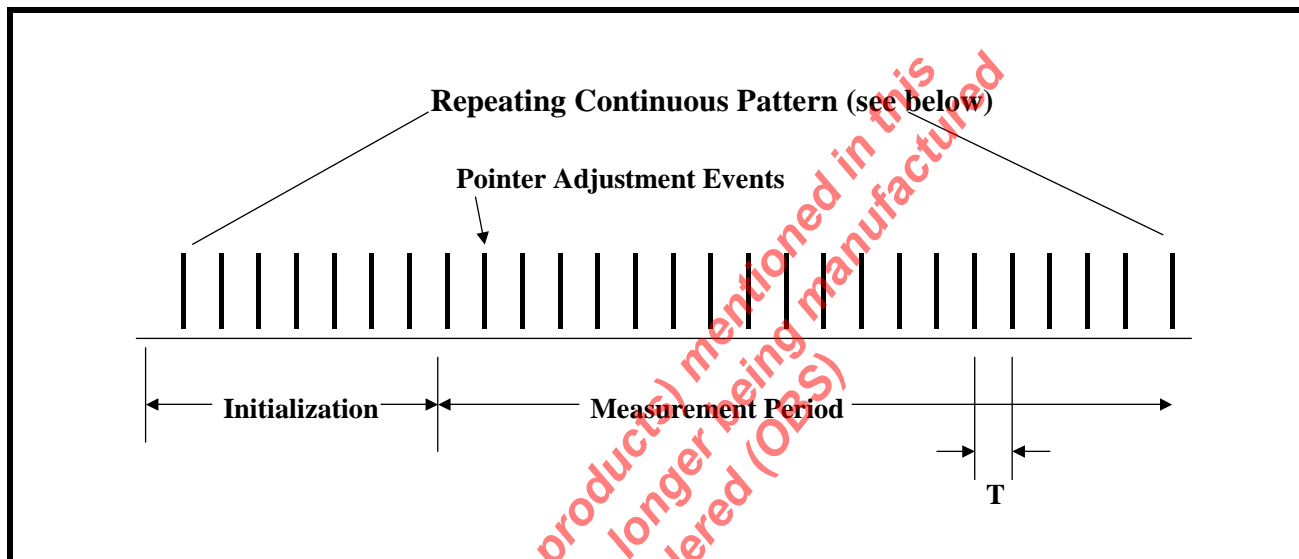 Repeating Continuous Pattern (see below)
Pointer Adjustment Events
Initialization
Measurement Period
T
products) mentioned in this
longer being manufactured
(OBS)